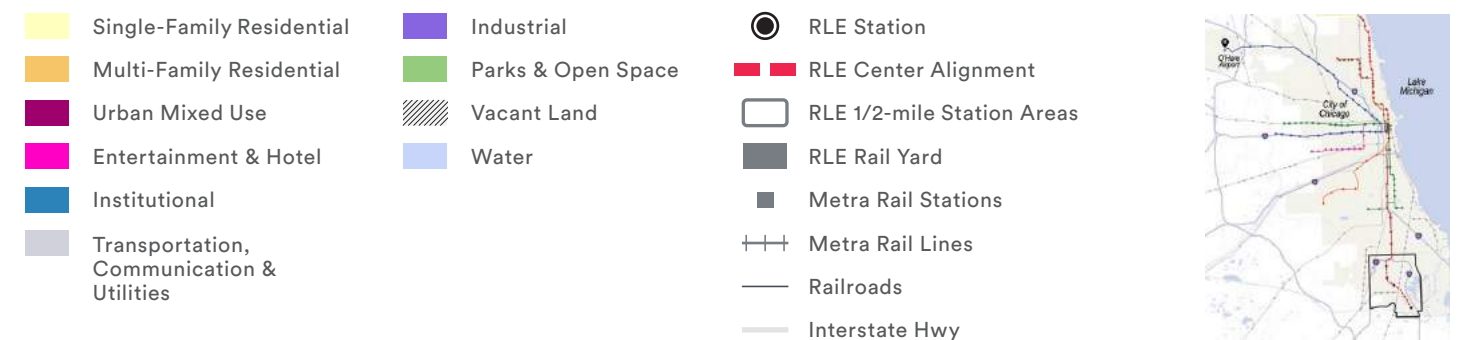 Single-Family Residential
Multi-Family Residential
Urban Mixed Use
Entertainment & Hotel
Institutional
Transportation,
Communication &
Utilities
Industrial
Parks & Open Space
Vacant Land
Water
RLE Station
RLE Center Alignment
RLE 1/2-mile Station Areas
RLE Rail Yard
Metra Rail Stations
Metra Rail Lines
Railroads
Interstate Hwy
O'Hare
Airport
Lake
Michigan
City of
Chicago